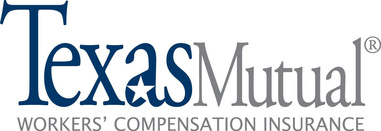 TexasMutual®
WORKERS' COMPENSATION INSURANCE